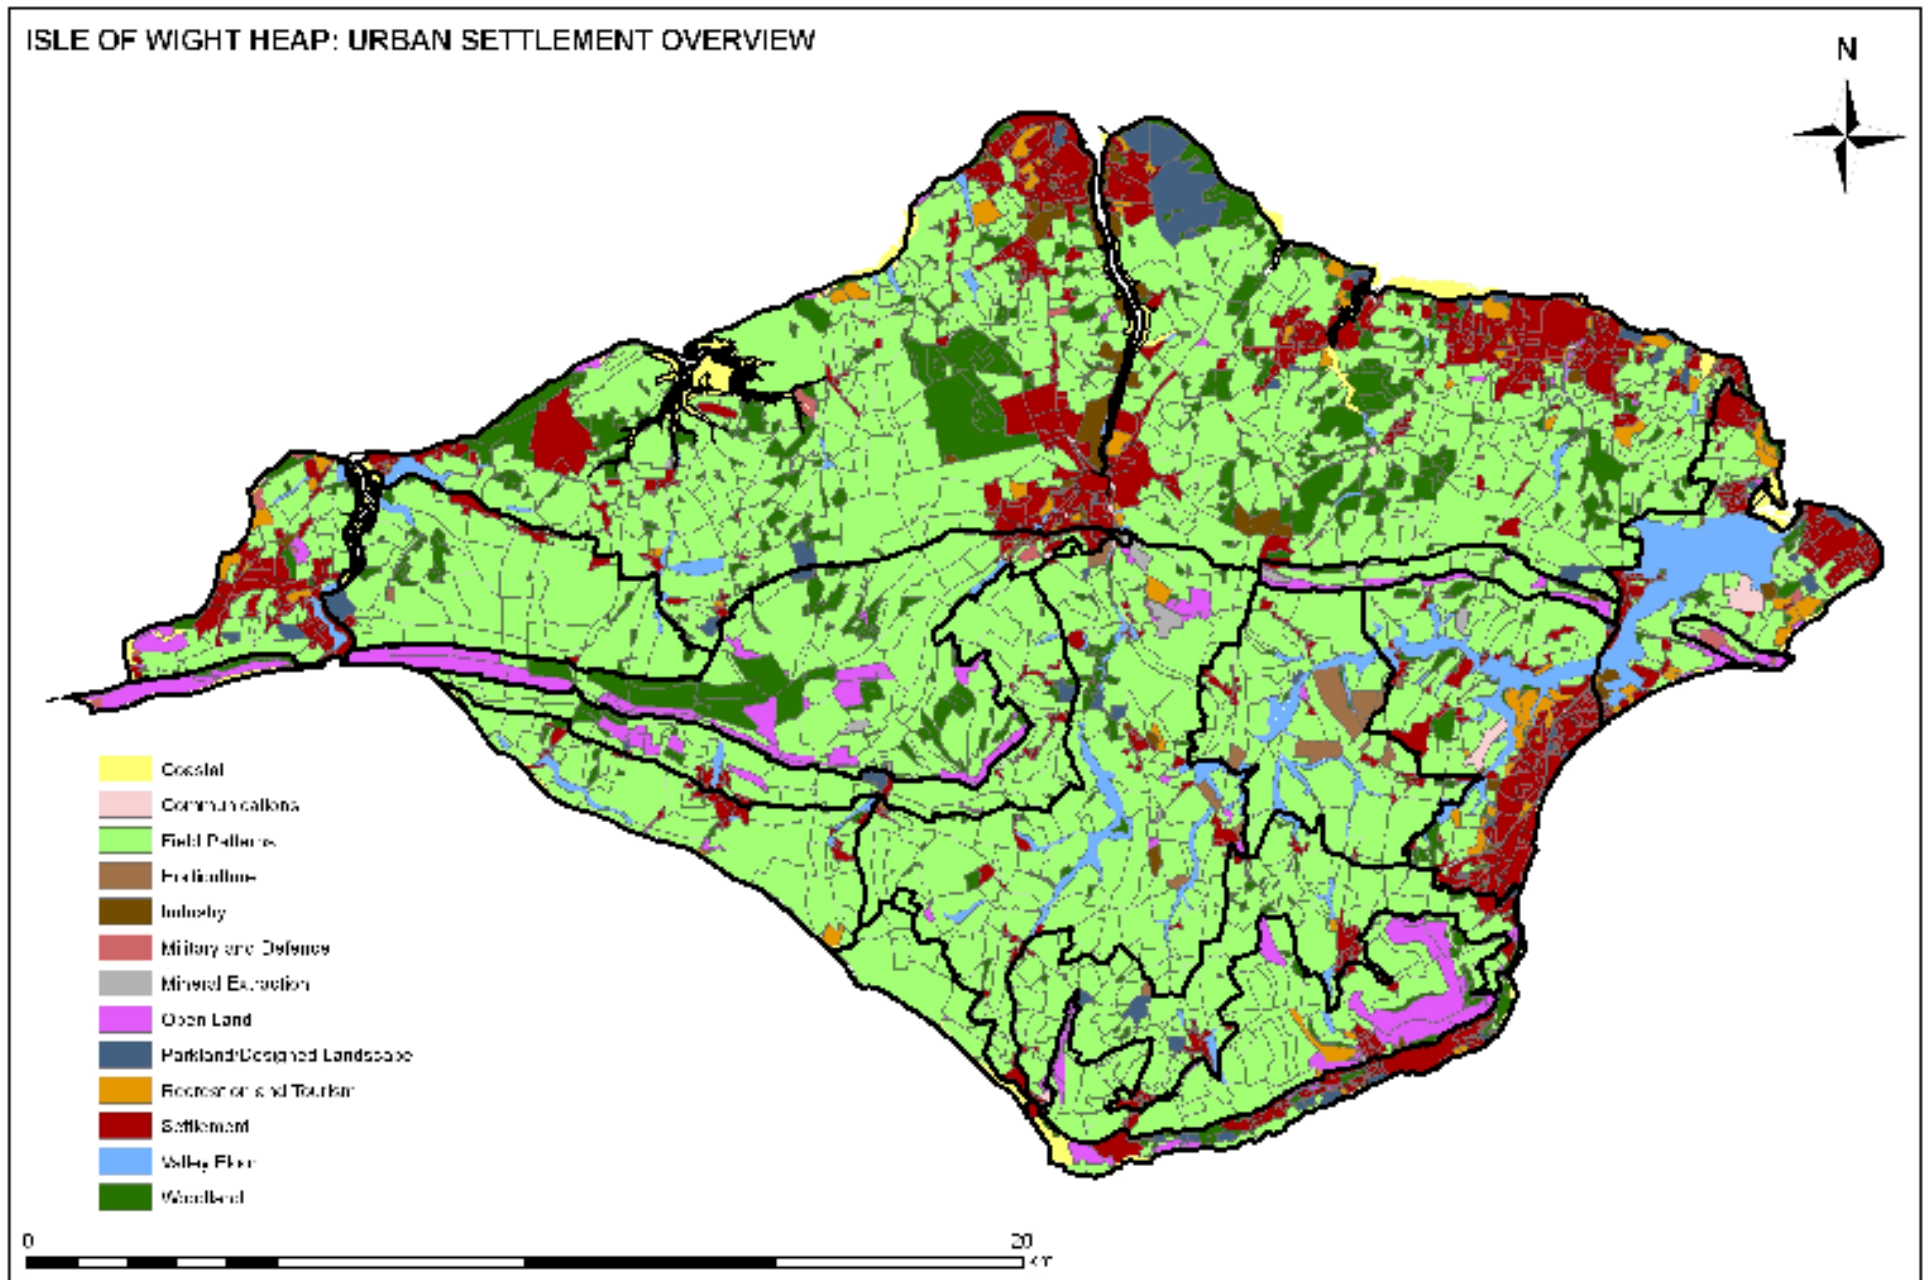 ISLE OF WIGHT HEAP: URBAN SETTLEMENT OVERVIEW
N
Coastal
Communications
Field Patterns
Horticulture
Industry
Military and Defence
Mineral Extraction
Open Land
Parkland/Designed Landscape
Recreation and Tourism
Settlement
Valley Floor
Woodland
0
20
km